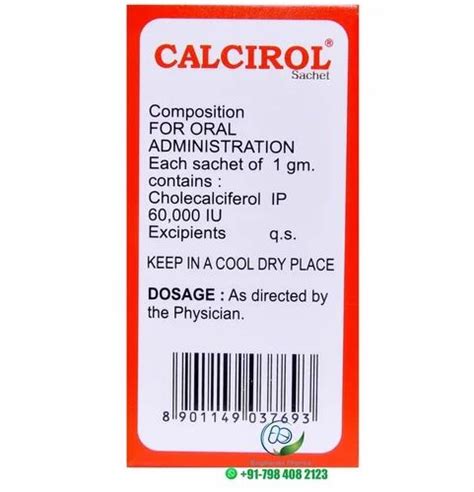 CALCIROL®
Sachet
Composition
FOR ORAL
ADMINISTRATION
Each sachet of 1 gm.
contains :
Cholecalciferol IP
60,000 IU
Excipients q.s.
KEEP IN A COOL DRY PLACE
DOSAGE : As directed by
the Physician.
8 901149 037693
+91-798 408 2123